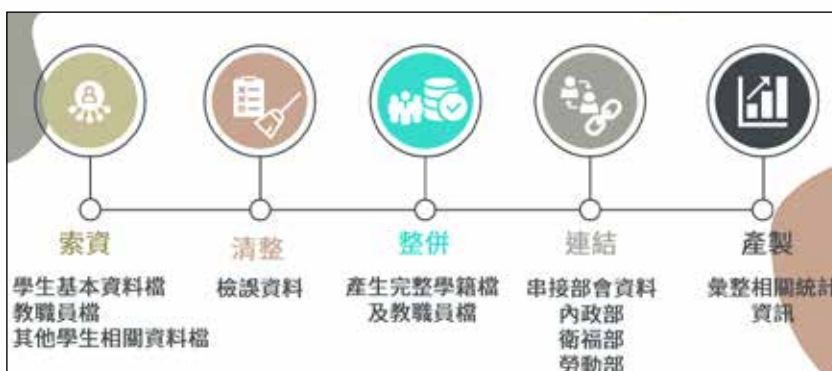 索資
學生基本資料檔
教職員檔
其他學生相關資料檔
清整
檢誤資料
整併
產生完整學籍檔
及教職員檔
連結
串接部會資料
內政部
衛福部
勞動部
產製
彙整相關統計
資訊